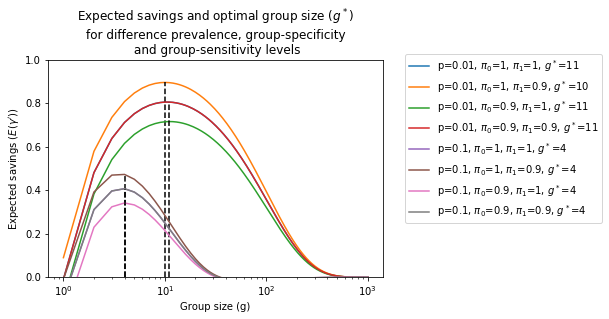 Expected savings and optimal group size (g*)
for difference prevalence, group-specificity
and group-sensitivity levels
1.0
0.8
0.6
0.4
0.2
0.0
Expected savings (E(γ'))
10⁰
10¹
10²
10³
Group size (g)
p=0.01, π₀=1, π₁=1, g*=11
p=0.01, π₀=1, π₁=0.9, g*=10
p=0.01, π₀=0.9, π₁=1, g*=11
p=0.01, π₀=0.9, π₁=0.9, g*=11
p=0.1, π₀=1, π₁=1, g*=4
p=0.1, π₀=1, π₁=0.9, g*=4
p=0.1, π₀=0.9, π₁=1, g*=4
p=0.1, π₀=0.9, π₁=0.9, g*=4